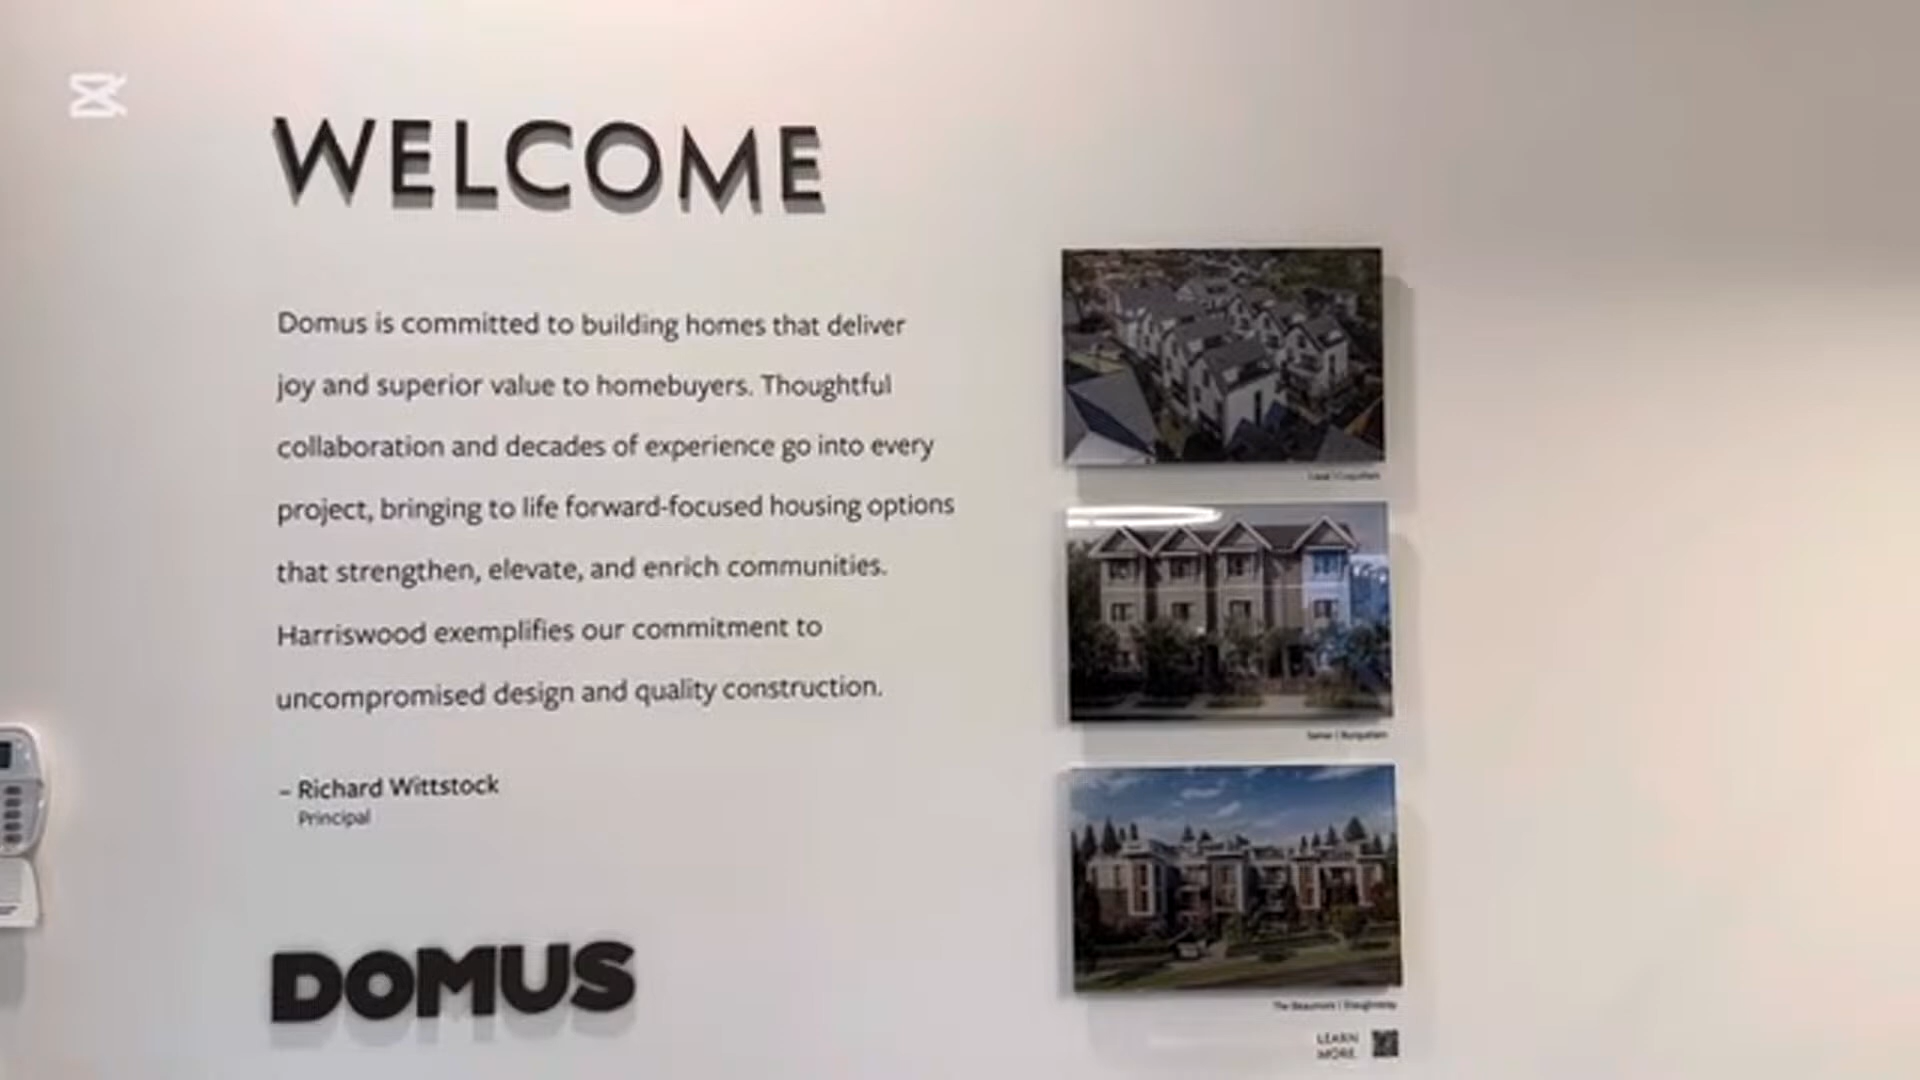 WELCOME
Domus is committed to building homes that deliver
joy and superior value to homebuyers. Thoughtful
collaboration and decades of experience go into every
project, bringing to life forward-focused housing options
that strengthen, elevate, and enrich communities.
Harriswood exemplifies our commitment to
uncompromised design and quality construction.
– Richard Wittstock
Principal
DOMUS
The Beaumont |
LEARN
MORE